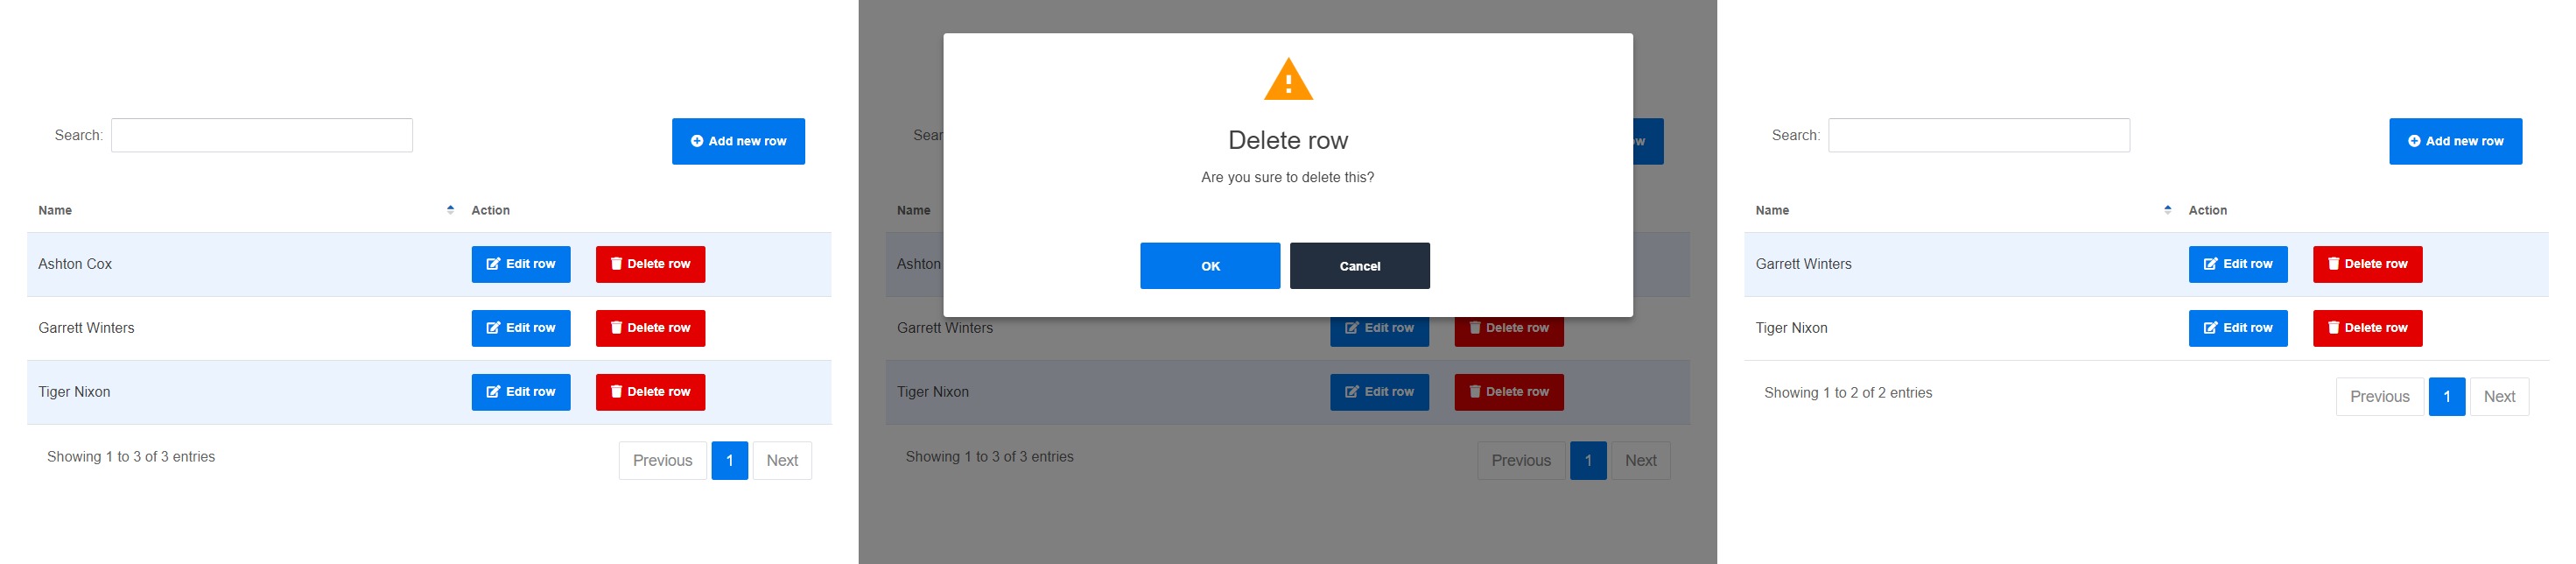 Search:
Add new row
Name Action
Ashton Cox Edit row Delete row
Garrett Winters Edit row Delete row
Tiger Nixon Edit row Delete row
Showing 1 to 3 of 3 entries Previous 1 Next
Delete row
Are you sure to delete this?
OK Cancel
Sear
ow
Name
Ashton
Garrett Winters Edit row Delete row
Tiger Nixon Edit row Delete row
Showing 1 to 3 of 3 entries Previous 1 Next
Search:
Add new row
Name Action
Garrett Winters Edit row Delete row
Tiger Nixon Edit row Delete row
Showing 1 to 2 of 2 entries Previous 1 Next